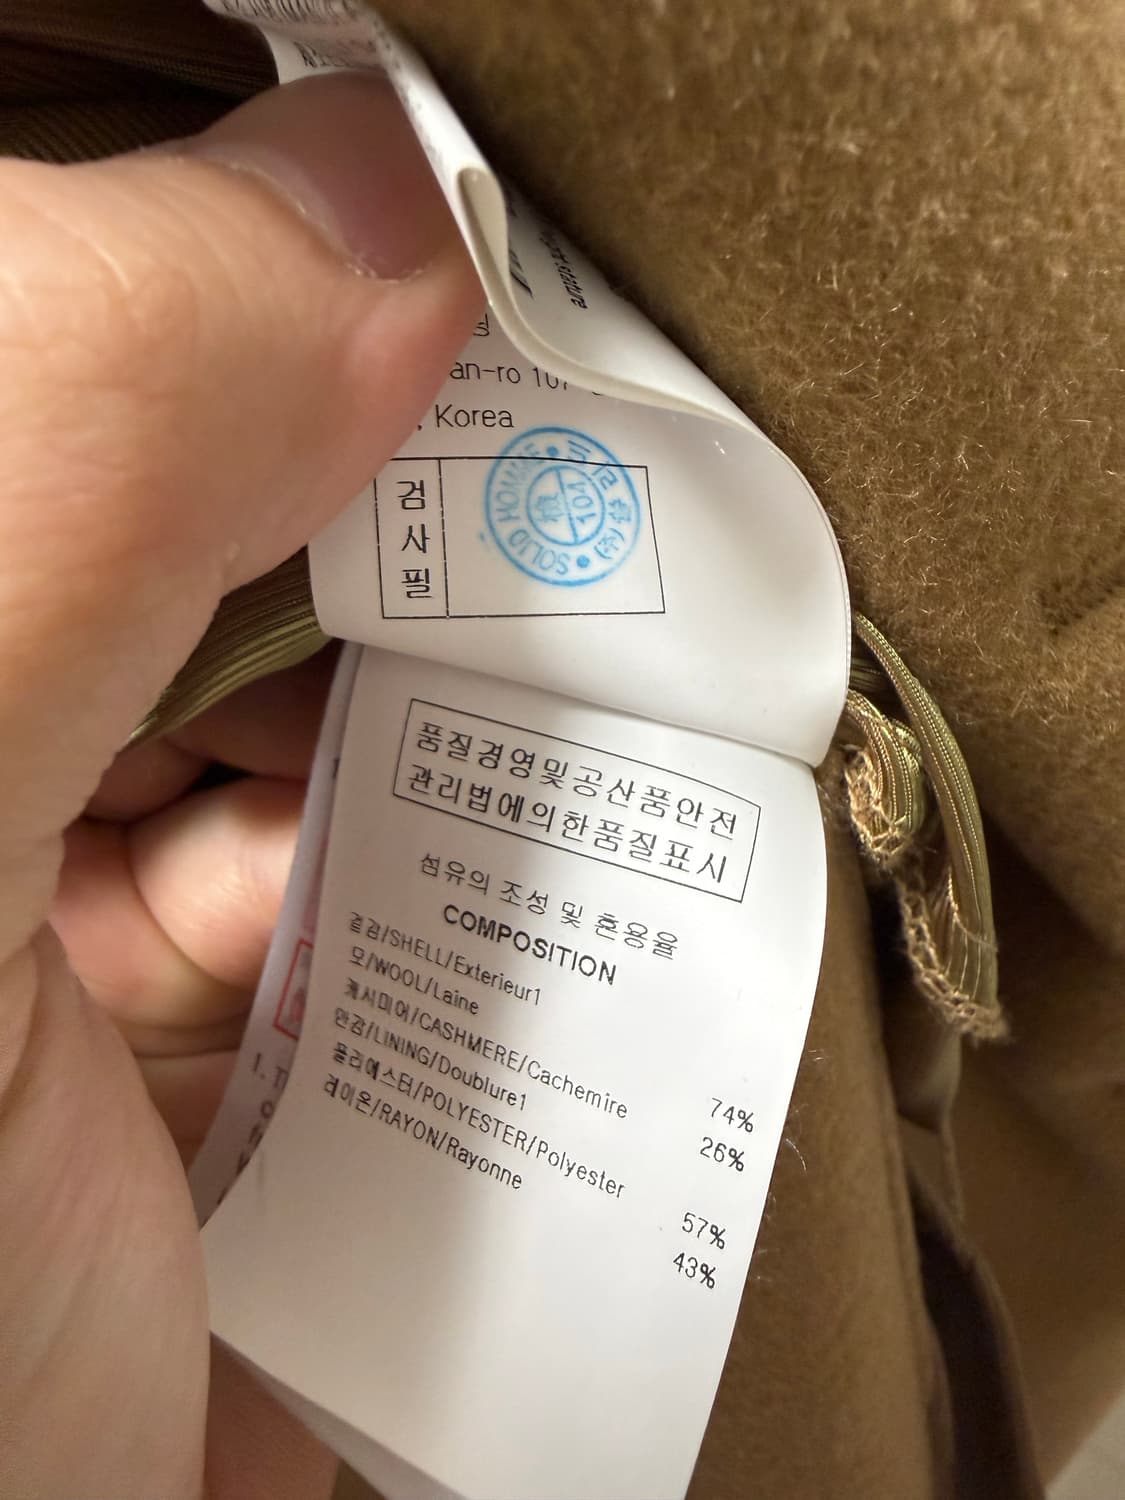 , Korea
검
사
필
SOLID HOMME
104
품질경영및공산품안전
관리법에의한품질표시
섬유의 조성 및 혼용율
COMPOSITION
겉감/SHELL/Exterieur1
모/WOOL/Laine 74%
캐시미어/CASHMERE/Cachemire 26%
안감/LINING/Doublure1
폴리에스터/POLYESTER/Polyester 57%
레이온/RAYON/Rayonne 43%
1.